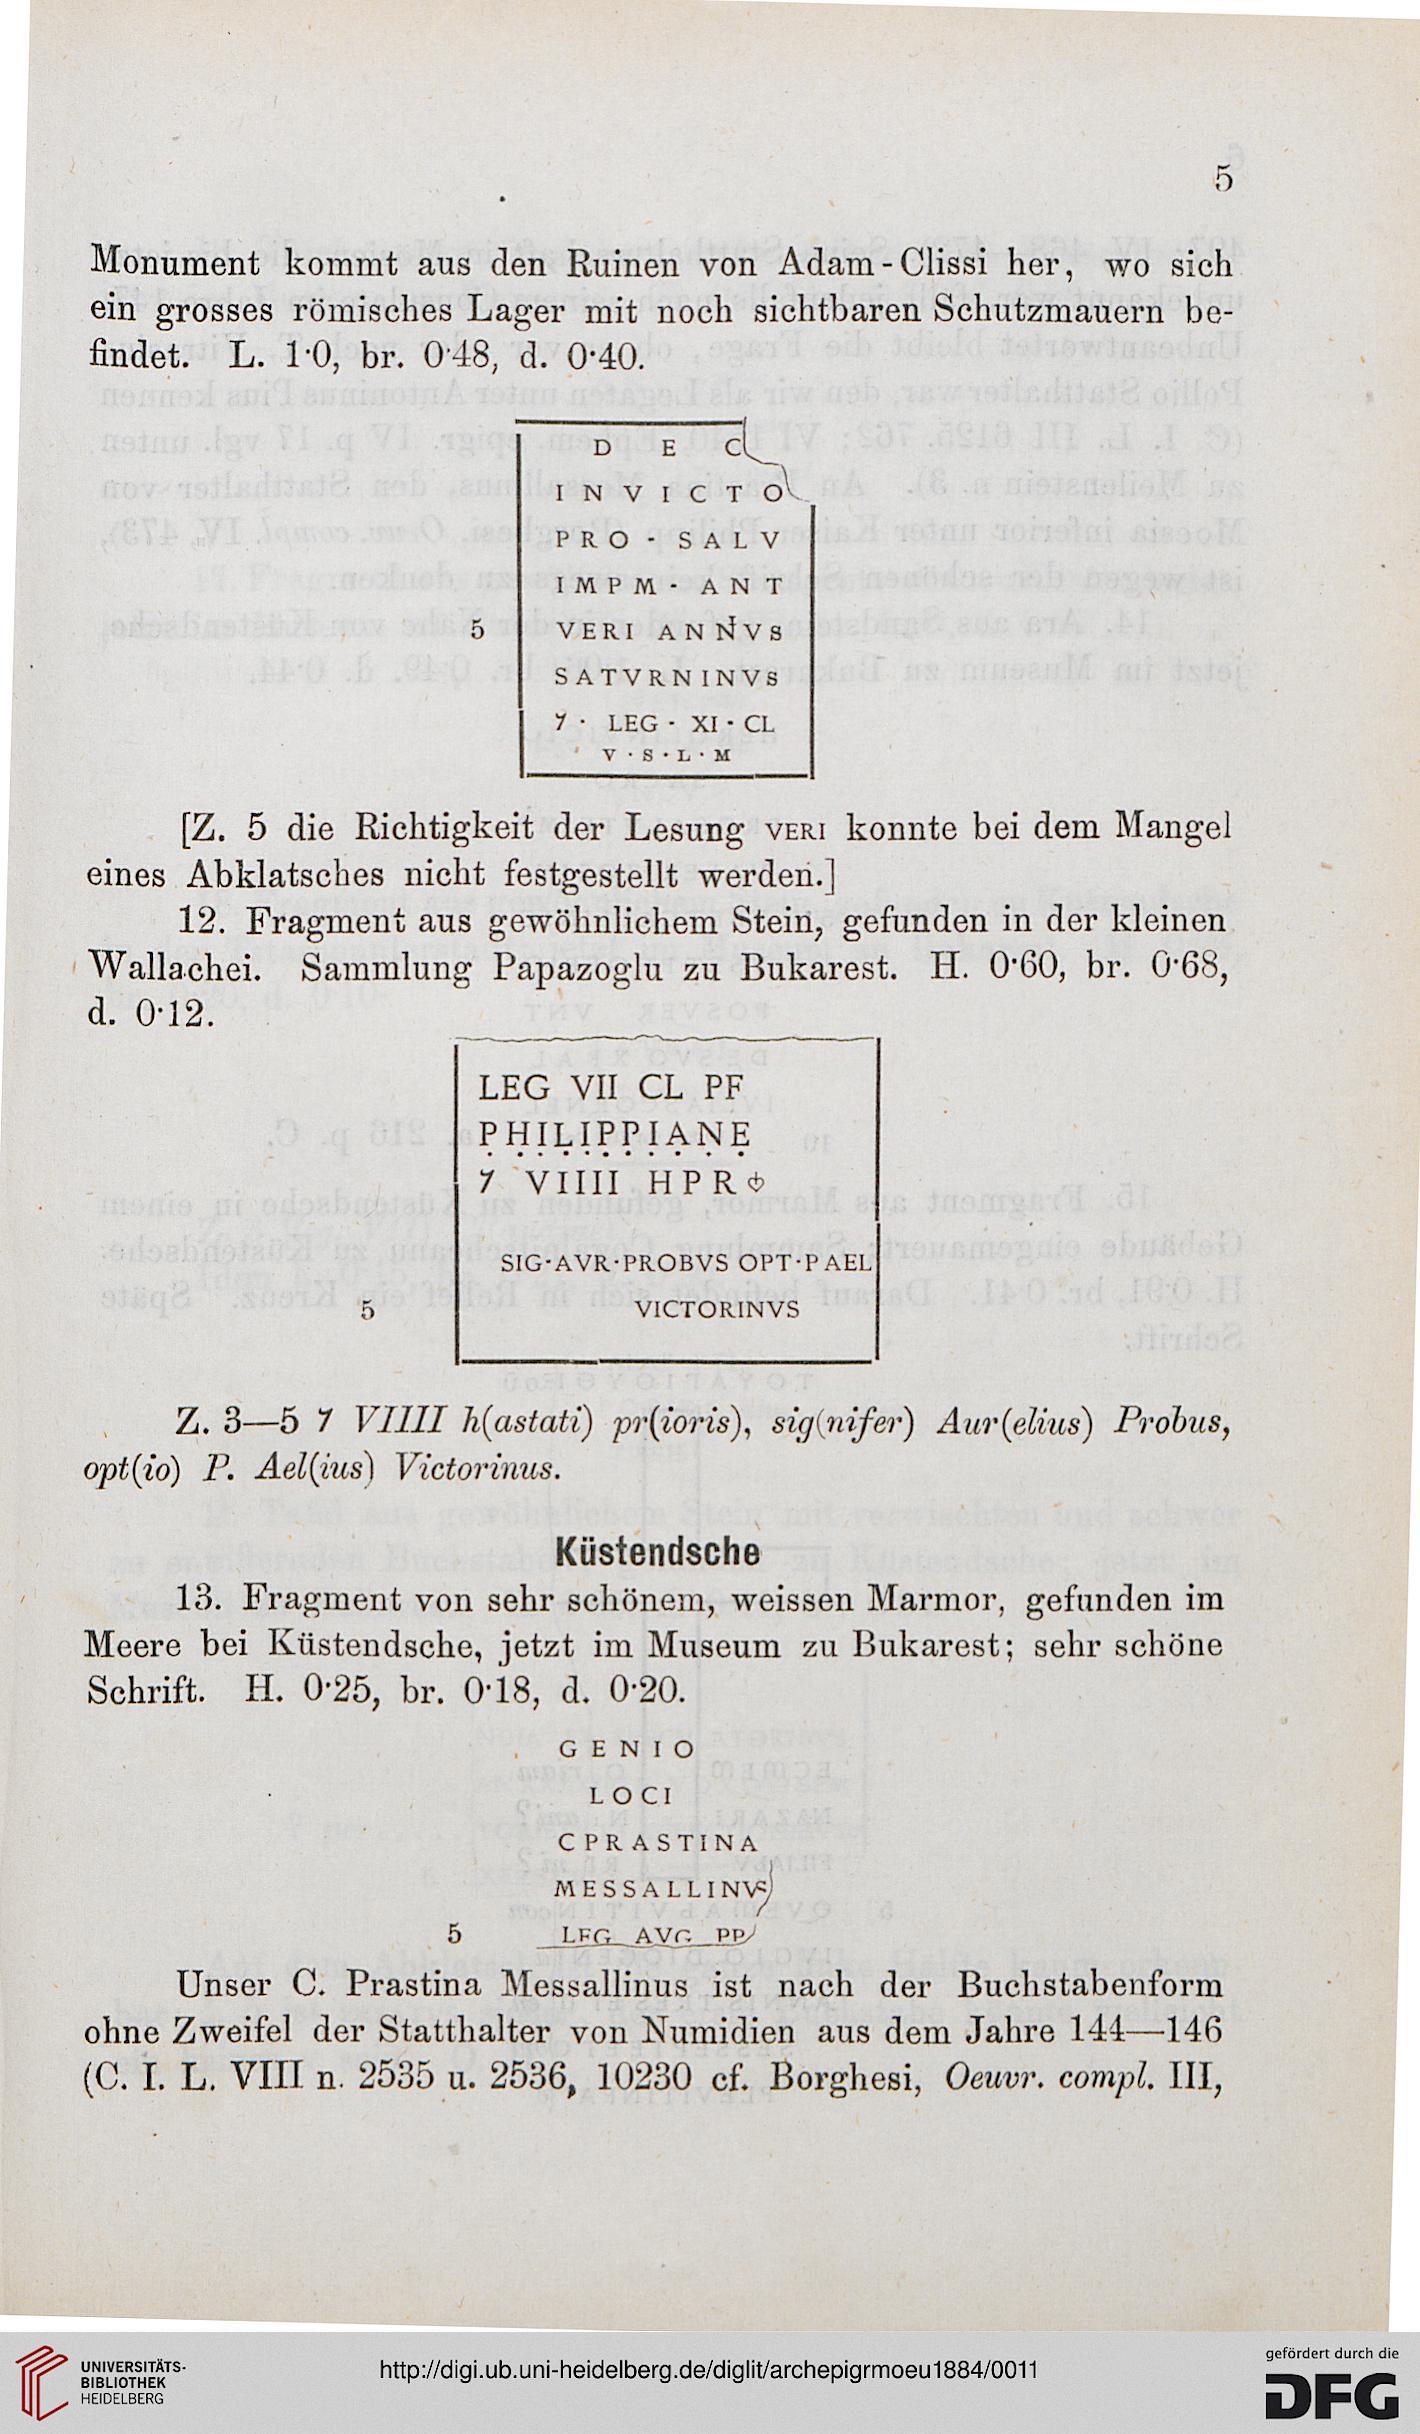 5
Monument kommt aus den Ruinen von Adam-Clissi her, wo sich
ein grosses römisches Lager mit noch sichtbaren Schutzmauern be-
findet. L. 1·0, br. 0·48, d. 0·40.
D E C
INVICTO
PRO - SALV
IMPM - ANT
5 VERI ANNVS
SATVRNINVS
7 · LEG - XI - CL
V · S · L · M
[Z. 5 die Richtigkeit der Lesung VERI konnte bei dem Mangel
eines Abklatsches nicht festgestellt werden.]
12. Fragment aus gewöhnlichem Stein, gefunden in der kleinen
Wallachei. Sammlung Papazoglu zu Bukarest. H. 0·60, br. 0·68,
d. 0·12.
LEG VII CL PF
PHILIPPIANE
7 VIIII HPR
SIG·AVR·PROBVS OPT·PAEL
5 VICTORINVS
Z. 3—5 7 VIIII h(astati) pr(ioris), sig(nifer) Aur(elius) Probus,
opt(io) P. Ael(ius) Victorinus.
Küstendsche
13. Fragment von sehr schönem, weissen Marmor, gefunden im
Meere bei Küstendsche, jetzt im Museum zu Bukarest; sehr schöne
Schrift. H. 0·25, br. 0·18, d. 0·20.
GENIO
LOCI
CPRASTINA
MESSALLINVS
5 LEG AVG PP
Unser C. Prastina Messallinus ist nach der Buchstabenform
ohne Zweifel der Statthalter von Numidien aus dem Jahre 144—146
(C. I. L. VIII n. 2535 u. 2536, 10230 cf. Borghesi, Oeuvr. compl. III,
UNIVERSITÄTS-
BIBLIOTHEK
HEIDELBERG
http://digi.ub.uni-heidelberg.de/diglit/archepigrmoeu1884/0011
gefördert durch die
DFG